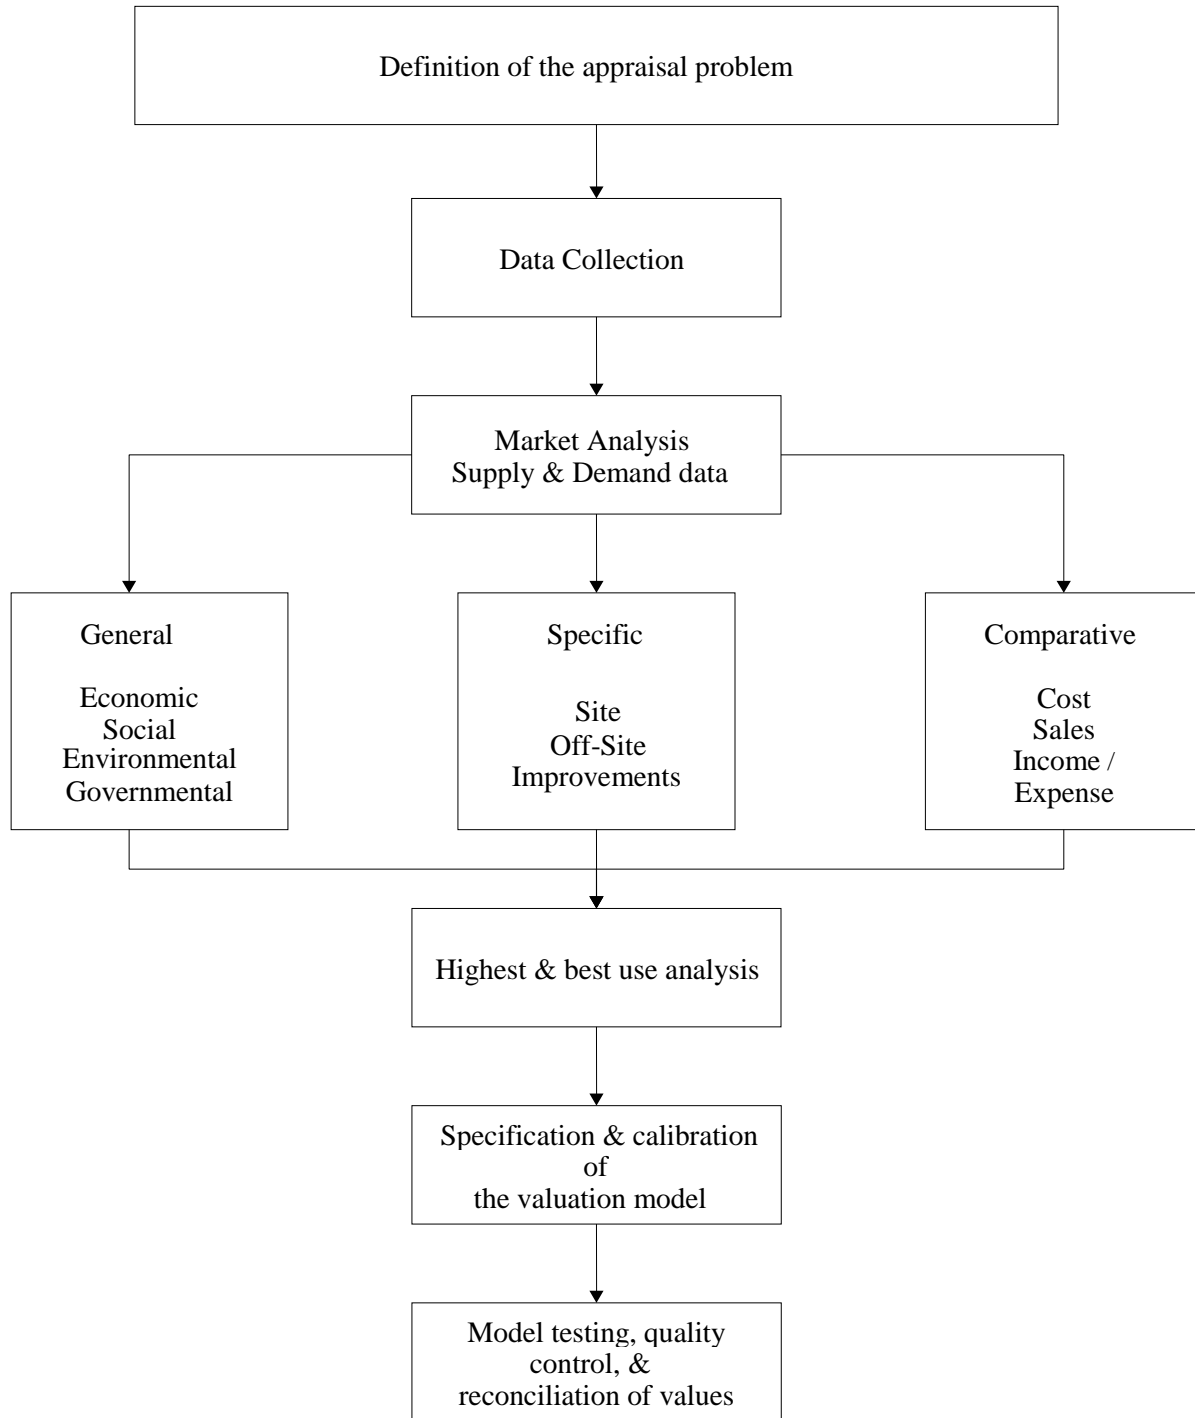 Definition of the appraisal problem
Data Collection
Market Analysis
Supply & Demand data
General
Economic
Social
Environmental
Governmental
Specific
Site
Off-Site
Improvements
Comparative
Cost
Sales
Income /
Expense
Highest & best use analysis
Specification & calibration
of
the valuation model
Model testing, quality
control, &
reconciliation of values